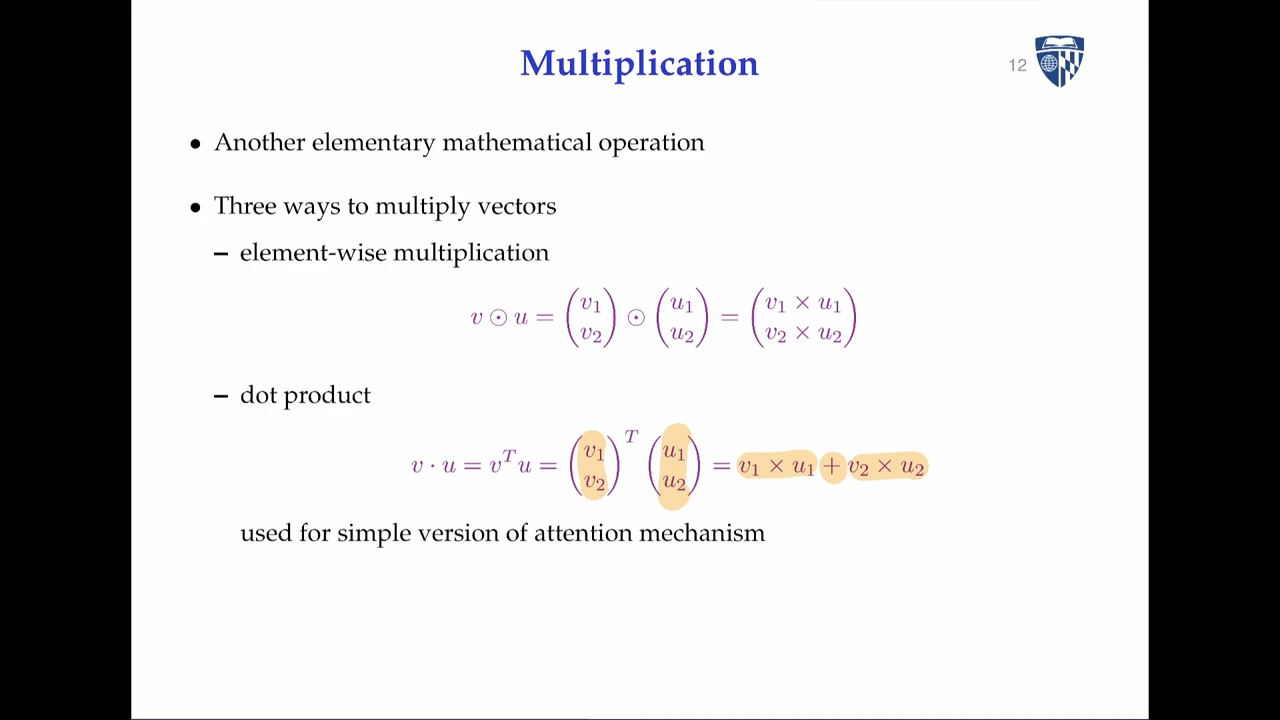 Multiplication
12
• Another elementary mathematical operation
• Three ways to multiply vectors
– element-wise multiplication
v ⊙ u = (v₁ v₂) ⊙ (u₁ u₂) = (v₁ × u₁ v₂ × u₂)
– dot product
v · u = vᵀu = (v₁ v₂)ᵀ (u₁ u₂) = v₁ × u₁ + v₂ × u₂
used for simple version of attention mechanism